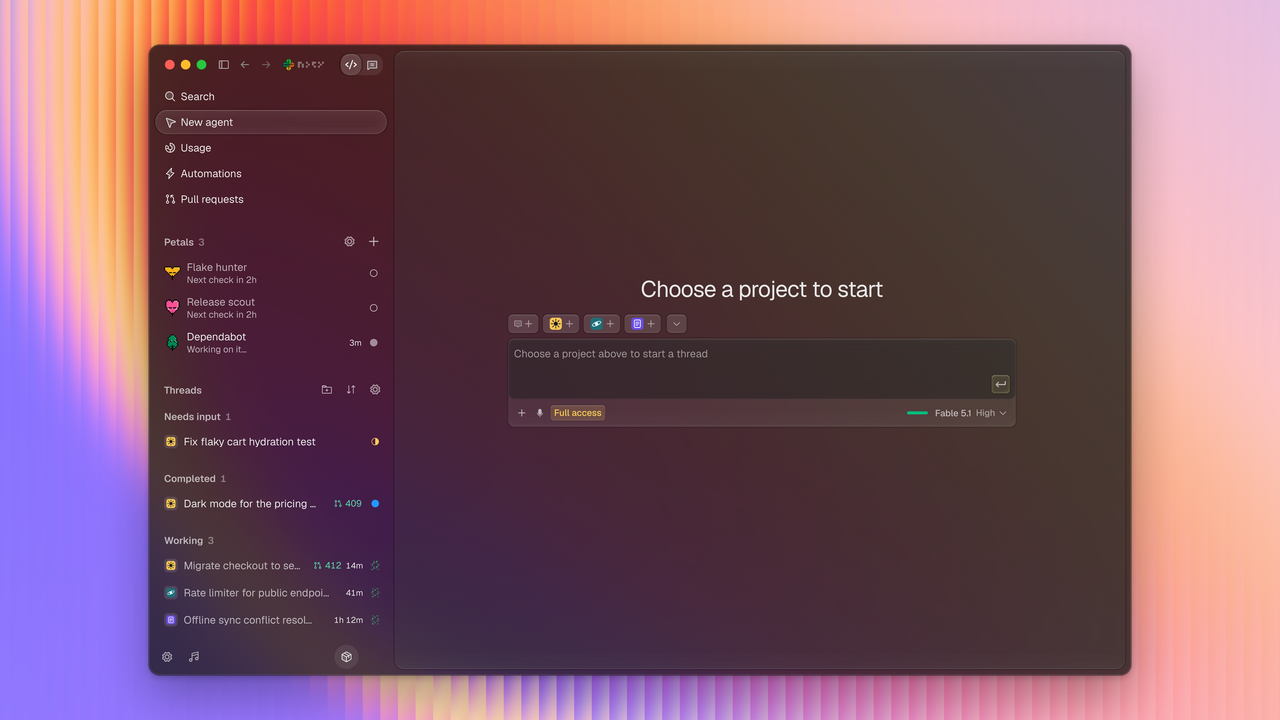 Search
New agent
Usage
Automations
Pull requests
Petals 3
Flake hunter
Next check in 2h
Release scout
Next check in 2h
Dependabot
Working on it...
3m
Threads
Needs input 1
Fix flaky cart hydration test
Completed 1
Dark mode for the pricing ... 409
Working 3
Migrate checkout to se... 412 14m
Rate limiter for public endpoi... 41m
Offline sync conflict resol... 1h 12m
Choose a project to start
Choose a project above to start a thread
Full access
Fable 5.1 High